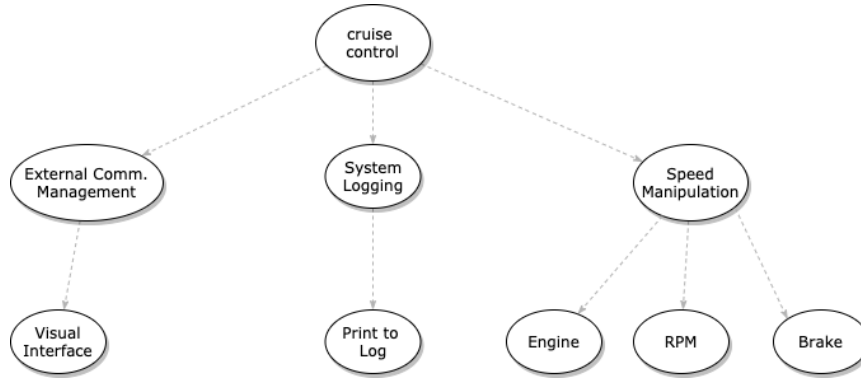 cruise
control
External Comm.
Management
System
Logging
Speed
Manipulation
Visual
Interface
Print to
Log
Engine
RPM
Brake